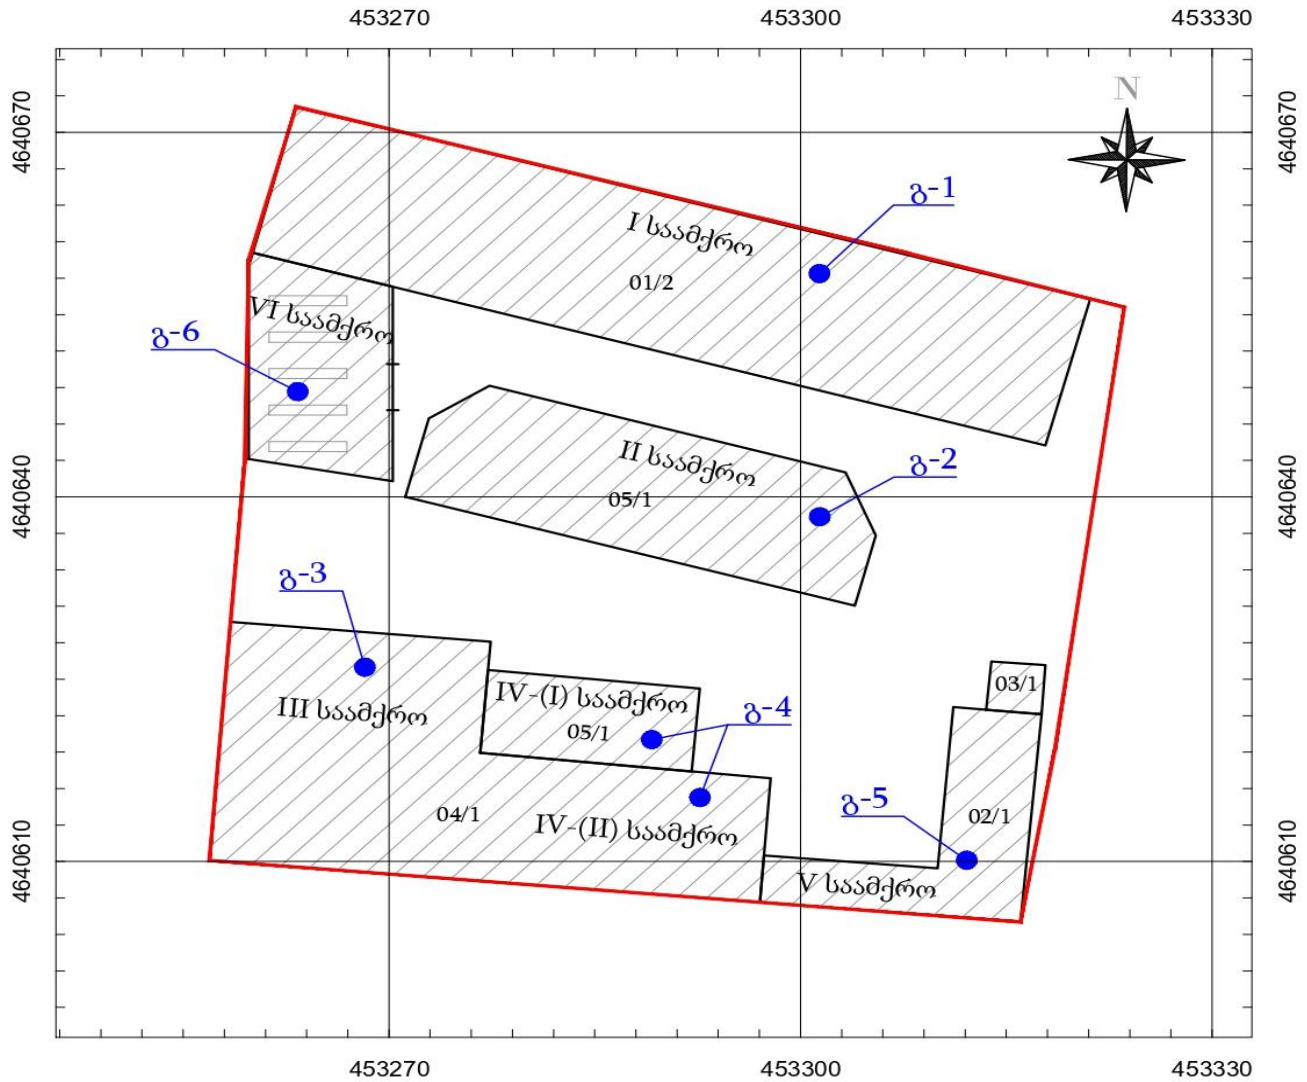 453270 453300 453330
4640670 4640670
N
გ-1
I საამქრო
01/2
VI საამქრო
გ-6
II საამქრო
გ-2
05/1
4640640 4640640
გ-3
03/1
IV-(I) საამქრო
III საამქრო
გ-4
05/1
გ-5
04/1
02/1
IV-(II) საამქრო
4640610 4640610
V საამქრო
453270 453300 453330